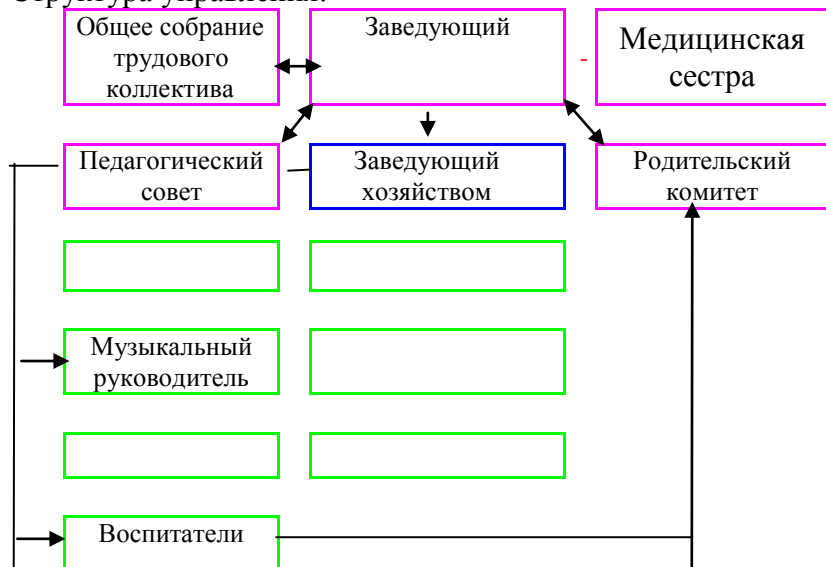 Структура управления:
Общее собрание
трудового
коллектива
Заведующий
-
Медицинская
сестра
Педагогический
совет
Заведующий
хозяйством
Родительский
комитет
Музыкальный
руководитель
Воспитатели